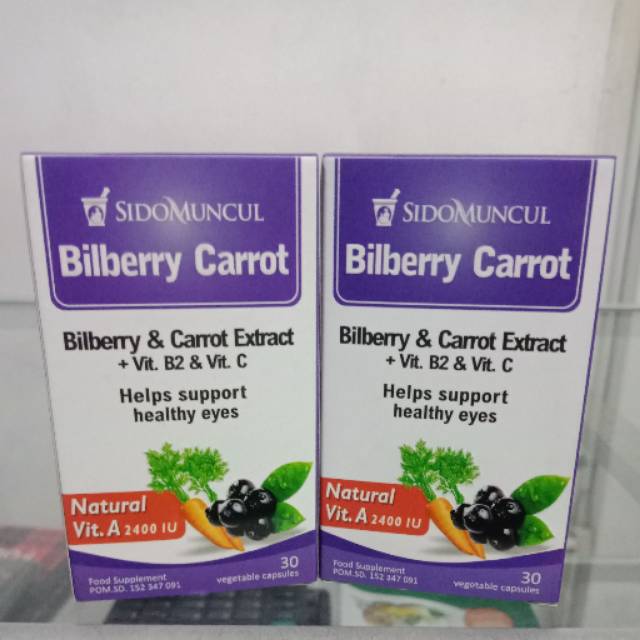 SIDOMUNCUL
Bilberry Carrot
Bilberry & Carrot Extract
+ Vit. B2 & Vit. C
Helps support
healthy eyes
Natural
Vit. A 2400 IU
30
vegetable capsules
Food Supplement
POM.SD. 152 347 091
SIDOMUNCUL
Bilberry Carrot
Bilberry & Carrot Extract
+ Vit. B2 & Vit. C
Helps support
healthy eyes
Natural
Vit. A 2400 IU
30
vegetable capsules
Food Supplement
POM.SD. 152 347 091